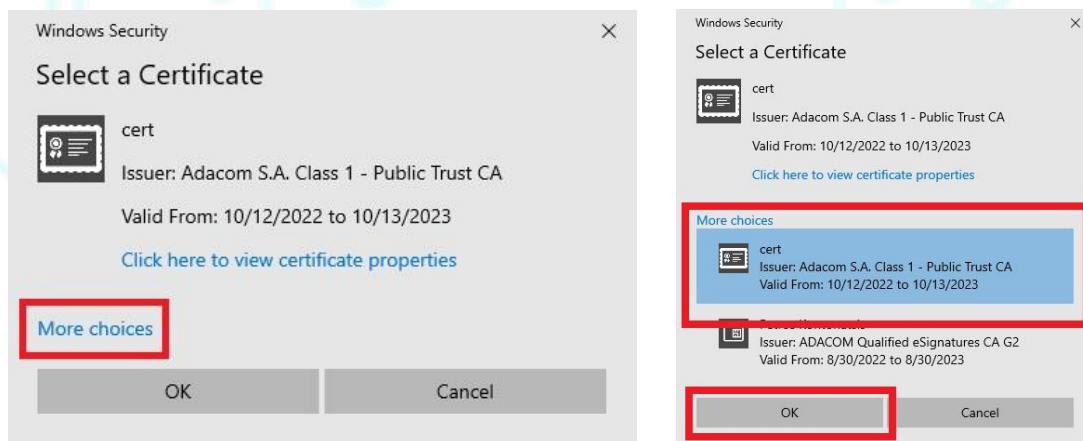 Windows Security
Select a Certificate
cert
Issuer: Adacom S.A. Class 1 - Public Trust CA
Valid From: 10/12/2022 to 10/13/2023
Click here to view certificate properties
More choices
OK
Cancel
Windows Security
Select a Certificate
cert
Issuer: Adacom S.A. Class 1 - Public Trust CA
Valid From: 10/12/2022 to 10/13/2023
Click here to view certificate properties
More choices
cert
Issuer: Adacom S.A. Class 1 - Public Trust CA
Valid From: 10/12/2022 to 10/13/2023
Issuer: ADACOM Qualified eSignatures CA G2
Valid From: 8/30/2022 to 8/30/2023
OK
Cancel